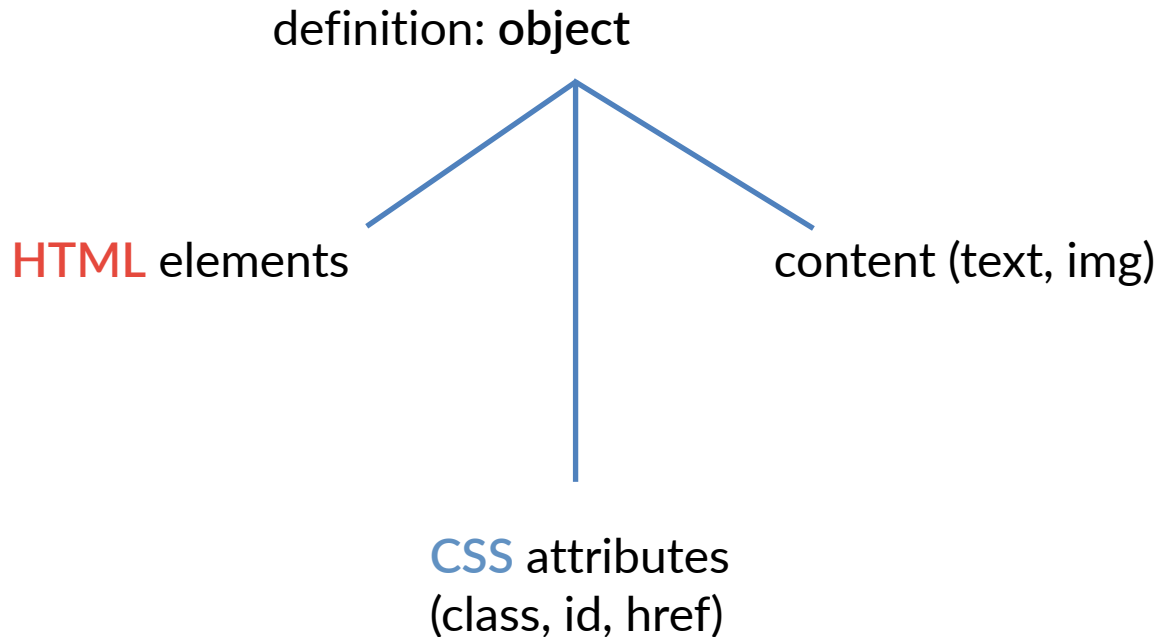 definition: object
HTML elements
content (text, img)
CSS attributes
(class, id, href)